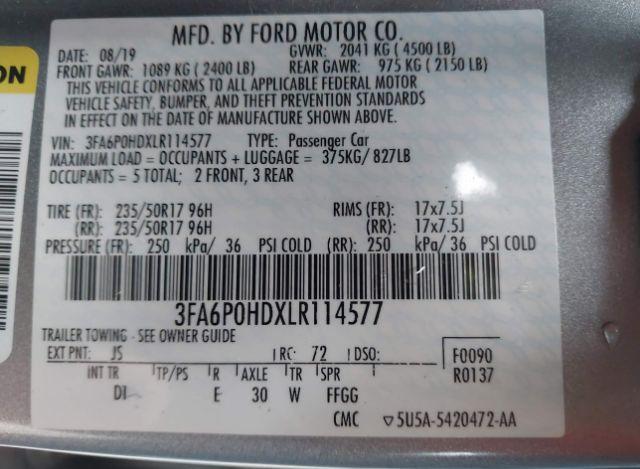 MFD. BY FORD MOTOR CO.
DATE: 08/19 GVWR: 2041 KG ( 4500 LB)
FRONT GAWR: 1089 KG ( 2400 LB) REAR GAWR: 975 KG ( 2150 LB)
THIS VEHICLE CONFORMS TO ALL APPLICABLE FEDERAL MOTOR
VEHICLE SAFETY, BUMPER, AND THEFT PREVENTION STANDARDS
IN EFFECT ON THE DATE OF MANUFACTURE SHOWN ABOVE.
ON
VIN: 3FA6P0HDXLR114577 TYPE: Passenger Car
MAXIMUM LOAD = OCCUPANTS + LUGGAGE = 375KG/ 827LB
OCCUPANTS = 5 TOTAL; 2 FRONT, 3 REAR
TIRE (FR): 235/50R17 96H RIMS (FR): 17x7.5J
(RR): 235/50R17 96H (RR): 17x7.5J
PRESSURE (FR): 250 kPa/ 36 PSI COLD (RR): 250 kPa/ 36 PSI COLD
3FA6P0HDXLR114577
TRAILER TOWING - SEE OWNER GUIDE
EXT PNT: JS RC: 72 DSO: F0090
INT TR TP/PS R AXLE TR SPR R0137
DI E 30 W FFGG
CMC ▽5U5A-5420472-AA